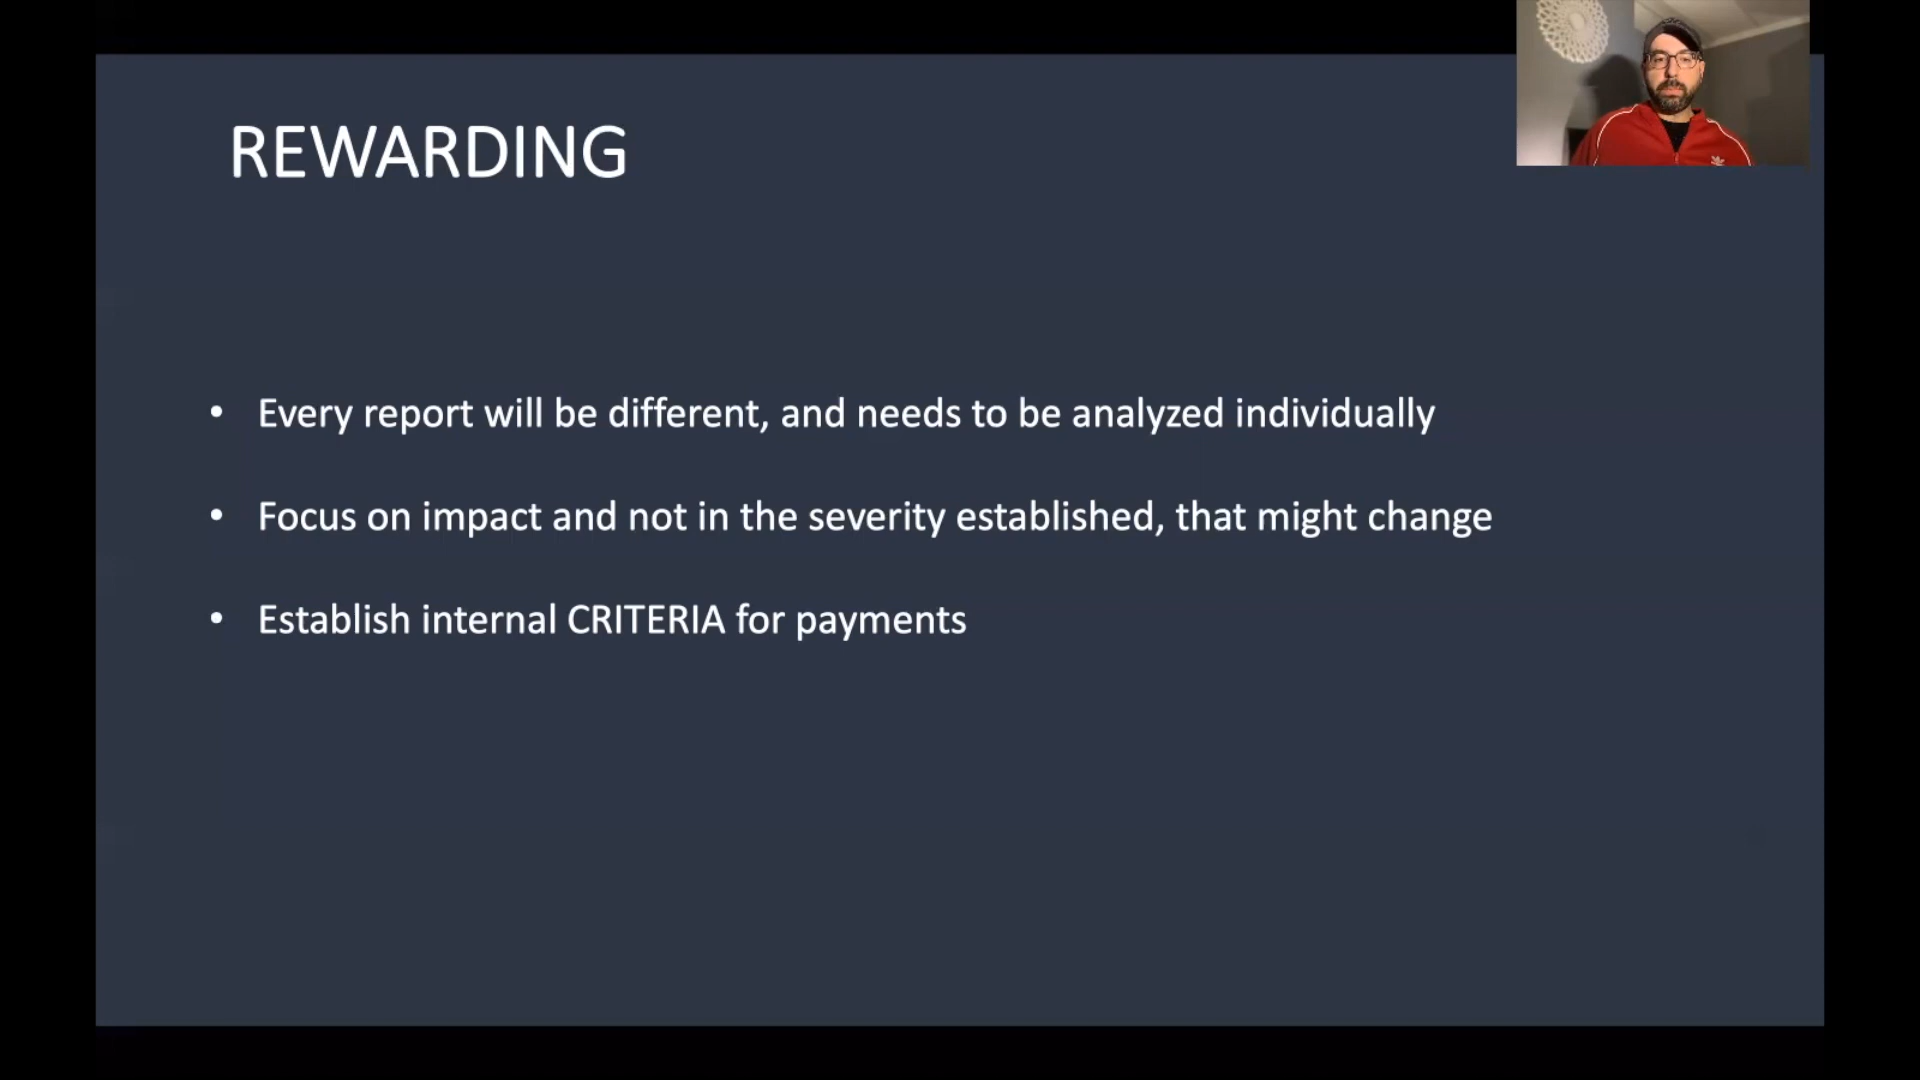 REWARDING
• Every report will be different, and needs to be analyzed individually
• Focus on impact and not in the severity established, that might change
• Establish internal CRITERIA for payments